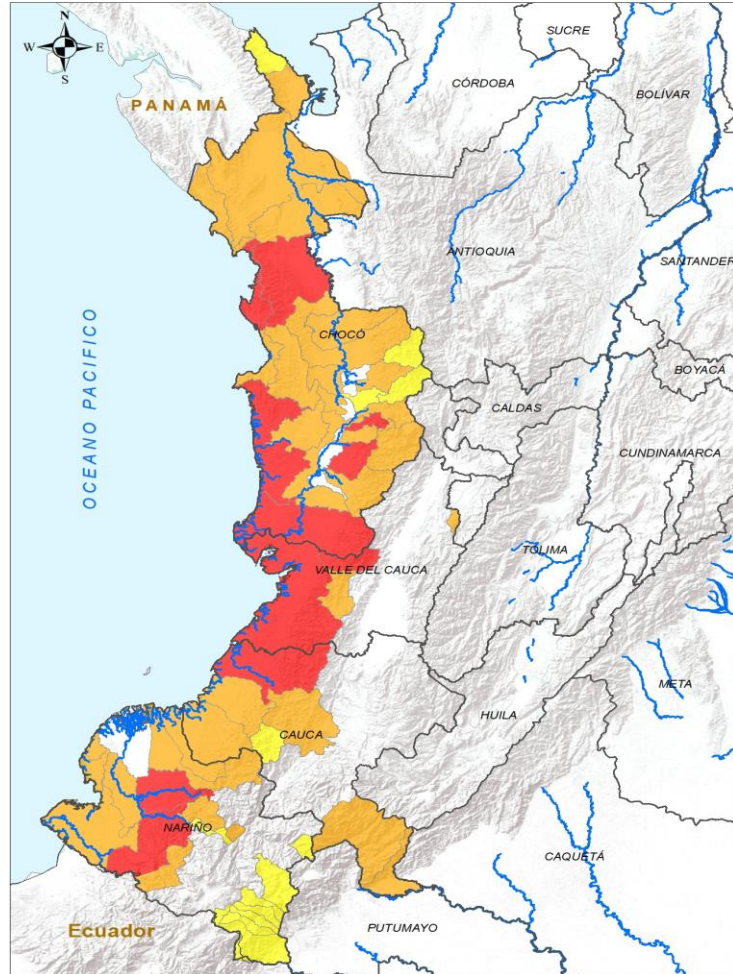 N
W E
S
SUCRE
CÓRDOBA
BOLÍVAR
PANAMÁ
ANTIOQUIA
SANTANDER
OCEANO PACIFICO
CHOCÓ
BOYACÁ
CALDAS
CUNDINAMARCA
TOLIMA
VALLE DEL CAUCA
META
HUILA
CAUCA
NARIÑO
CAQUETÁ
PUTUMAYO
Ecuador